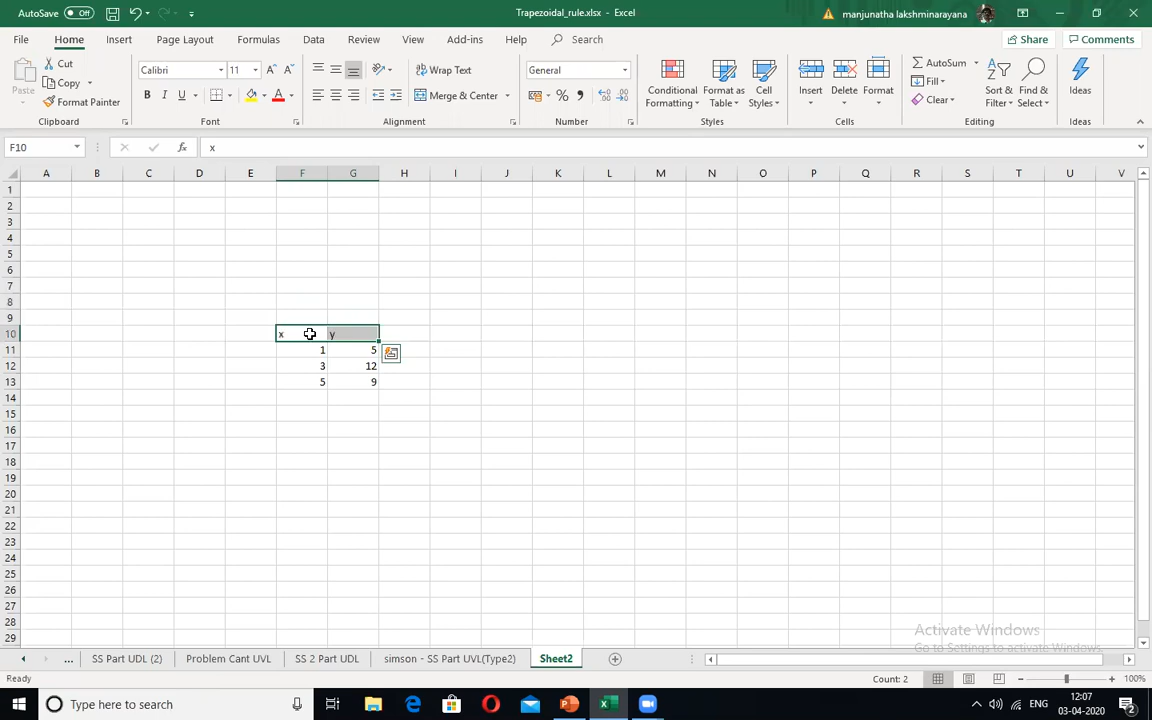 AutoSave Off
Trapezoidal_rule.xlsx - Excel
manjunatha lakshminarayana
File Home Insert Page Layout Formulas Data Review View Add-ins Help Search
Share Comments
Paste
Cut
Copy
Format Painter
Clipboard
Calibri 11
B I U
Font
Wrap Text
Merge & Center
Alignment
General
Number
Conditional Formatting
Format as Table
Cell Styles
Styles
Insert Delete Format
Cells
AutoSum
Fill
Clear
Sort & Filter
Find & Select
Editing
Ideas
Ideas
F10 fx x
A B C D E F G H I J K L M N O P Q R S T U V
1
2
3
4
5
6
7
8
9
10 x y
11 1 5
12 3 12
13 5 9
14
15
16
17
18
19
20
21
22
23
24
25
26
27
28
29
Activate Windows
Go to Settings to activate Windows.
... SS Part UDL (2) Problem Cant UVL SS 2 Part UDL simson - SS Part UVL(Type2) Sheet2
Ready Count: 2 100%
Type here to search
ENG
12:07
03-04-2020
2